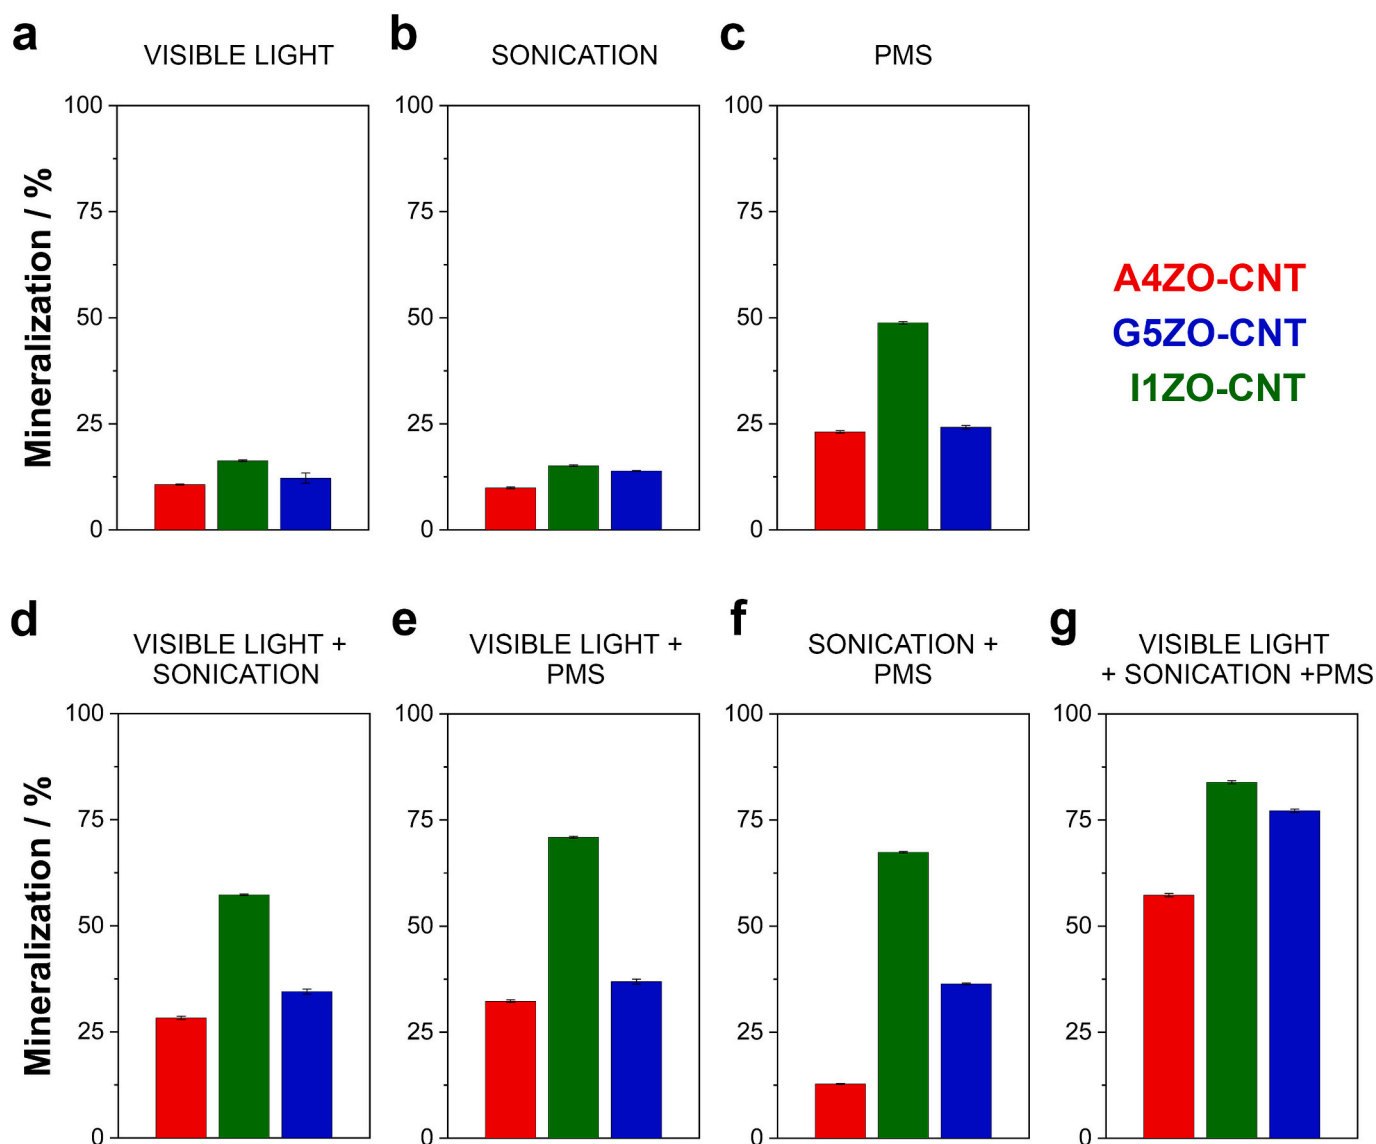 a
VISIBLE LIGHT
b
SONICATION
c
PMS
Mineralization / %
100
75
50
25
0
100
75
50
25
0
100
75
50
25
0
A4ZO-CNT
G5ZO-CNT
I1ZO-CNT
d
VISIBLE LIGHT +
SONICATION
e
VISIBLE LIGHT +
PMS
f
SONICATION +
PMS
g
VISIBLE LIGHT
+ SONICATION +PMS
Mineralization / %
100
75
50
25
0
100
75
50
25
0
100
75
50
25
0
100
75
50
25
0